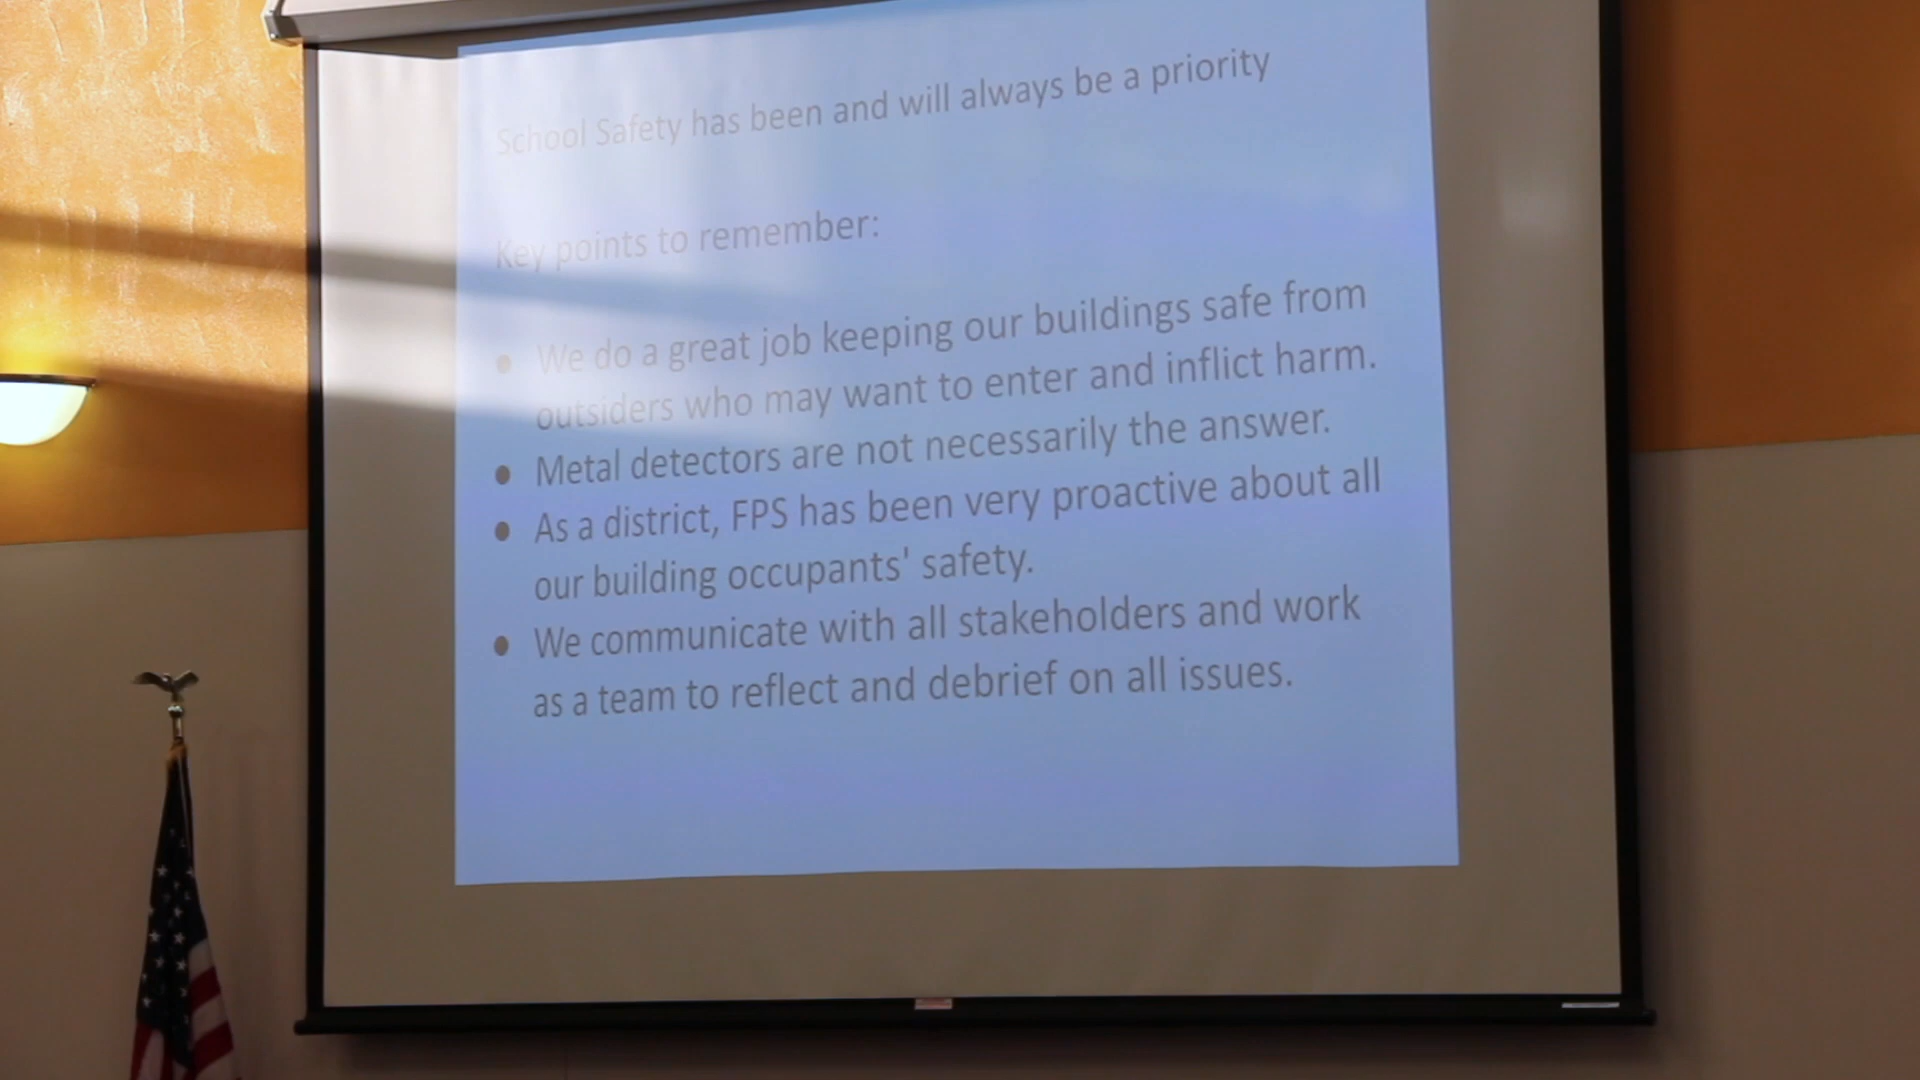 School Safety has been and will always be a priority
Key points to remember:
● We do a great job keeping our buildings safe from
outsiders who may want to enter and inflict harm.
● Metal detectors are not necessarily the answer.
● As a district, FPS has been very proactive about all
our building occupants' safety.
● We communicate with all stakeholders and work
as a team to reflect and debrief on all issues.